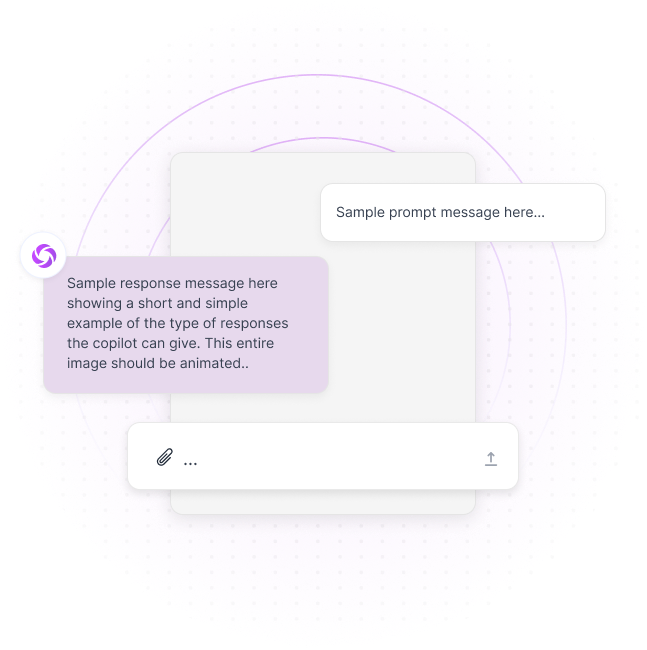 Sample prompt message here...
Sample response message here
showing a short and simple
example of the type of responses
the copilot can give. This entire
image should be animated..
...